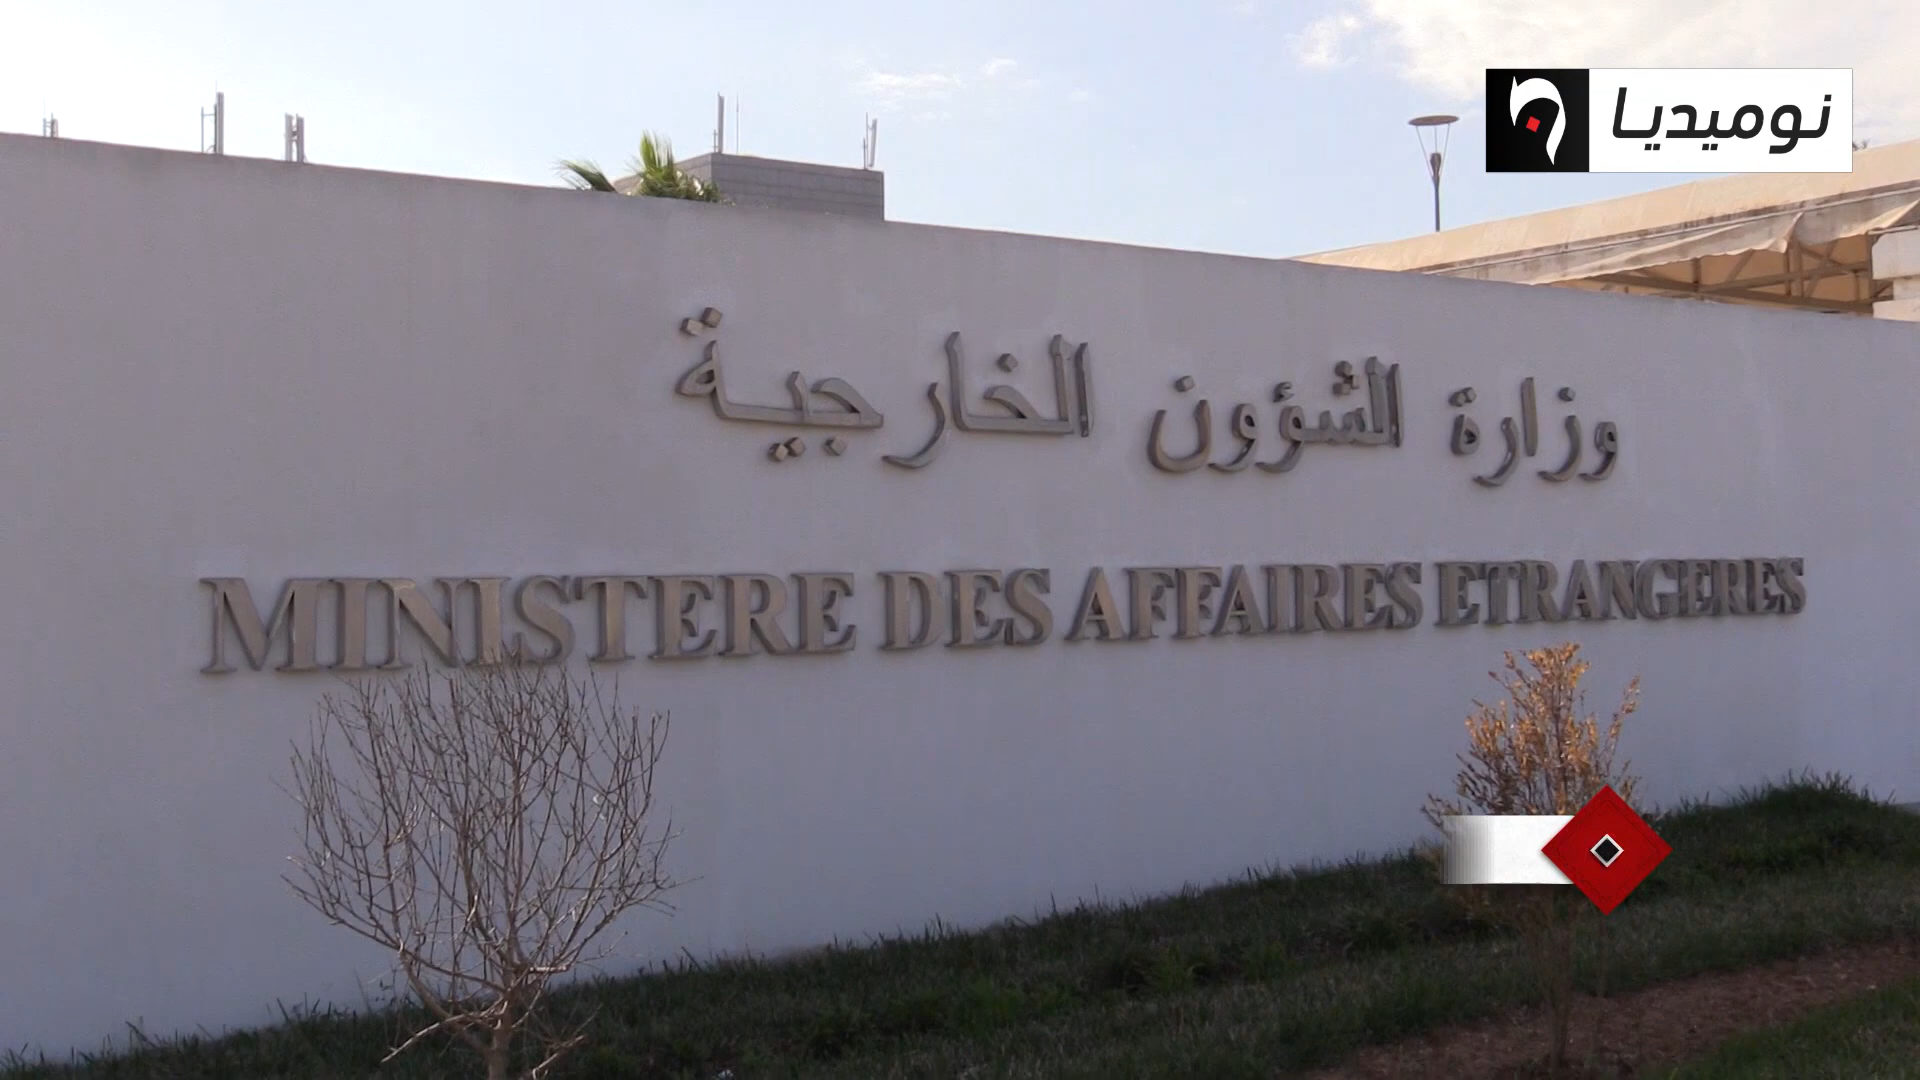 نوميديا
وزارة الشؤون الخارجية
MINISTERE DES AFFAIRES ETRANGERES